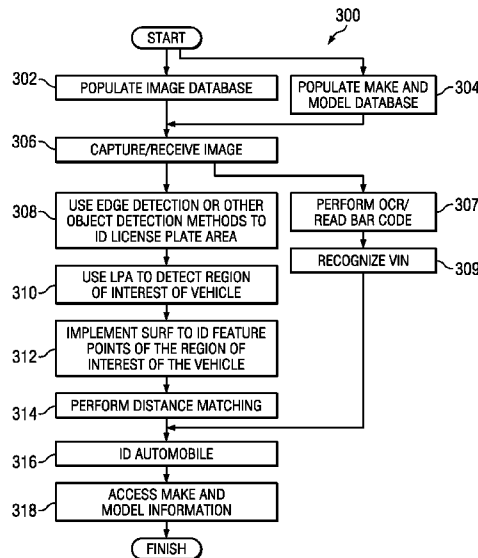 300
START
302
POPULATE IMAGE DATABASE
POPULATE MAKE AND
MODEL DATABASE
304
306
CAPTURE/RECEIVE IMAGE
308
USE EDGE DETECTION OR OTHER
OBJECT DETECTION METHODS TO
ID LICENSE PLATE AREA
PERFORM OCR/
READ BAR CODE
307
310
USE LPA TO DETECT REGION
OF INTEREST OF VEHICLE
RECOGNIZE VIN
309
312
IMPLEMENT SURF TO ID FEATURE
POINTS OF THE REGION OF
INTEREST OF THE VEHICLE
314
PERFORM DISTANCE MATCHING
316
ID AUTOMOBILE
318
ACCESS MAKE AND
MODEL INFORMATION
FINISH